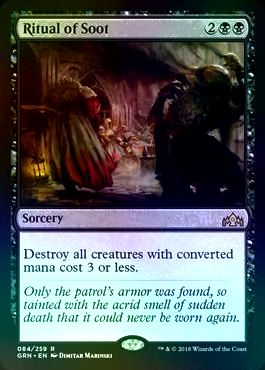 Ritual of Soot 2
Sorcery
Destroy all creatures with converted
mana cost 3 or less.
Only the patrol's armor was found, so
tainted with the acrid smell of sudden
death that it could never be worn again.
084/259 R
GRN • EN DIMITAR MARINSKI
™ & © 2018 Wizards of the Coast